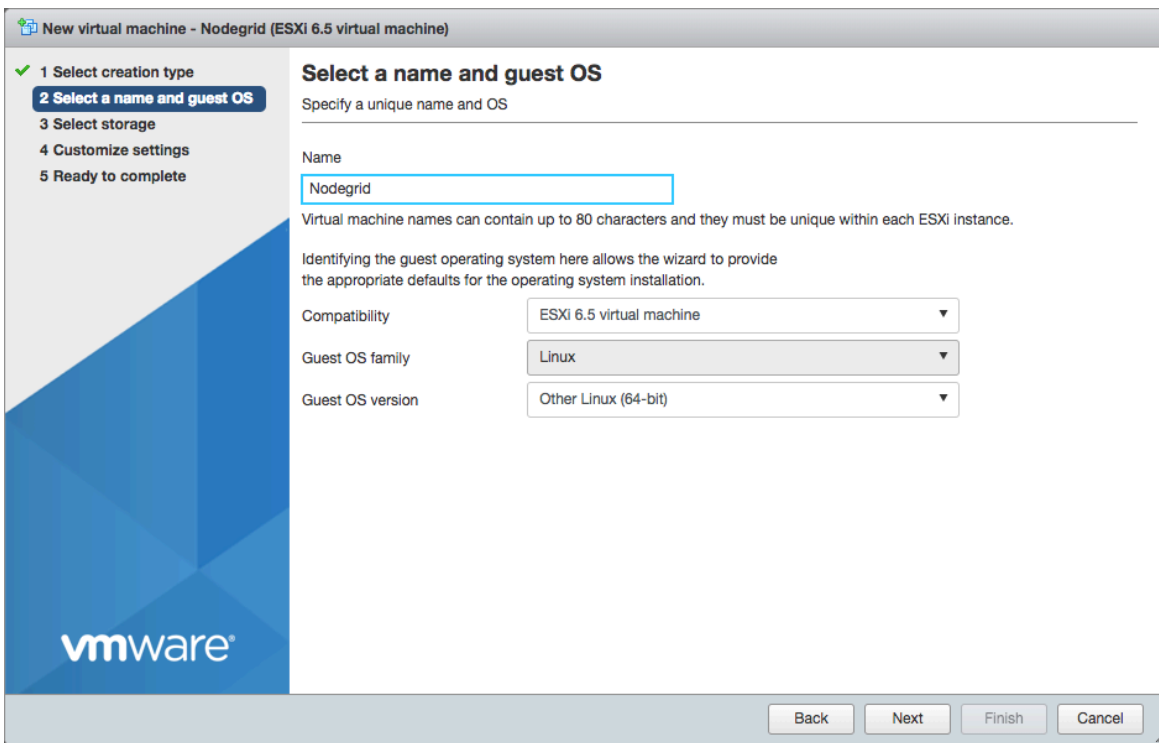 New virtual machine - Nodegrid (ESXi 6.5 virtual machine)
1 Select creation type
2 Select a name and guest OS
3 Select storage
4 Customize settings
5 Ready to complete
Select a name and guest OS
Specify a unique name and OS
Name
Nodegrid
Virtual machine names can contain up to 80 characters and they must be unique within each ESXi instance.
Identifying the guest operating system here allows the wizard to provide
the appropriate defaults for the operating system installation.
Compatibility ESXi 6.5 virtual machine
Guest OS family Linux
Guest OS version Other Linux (64-bit)
vmware®
Back Next Finish Cancel